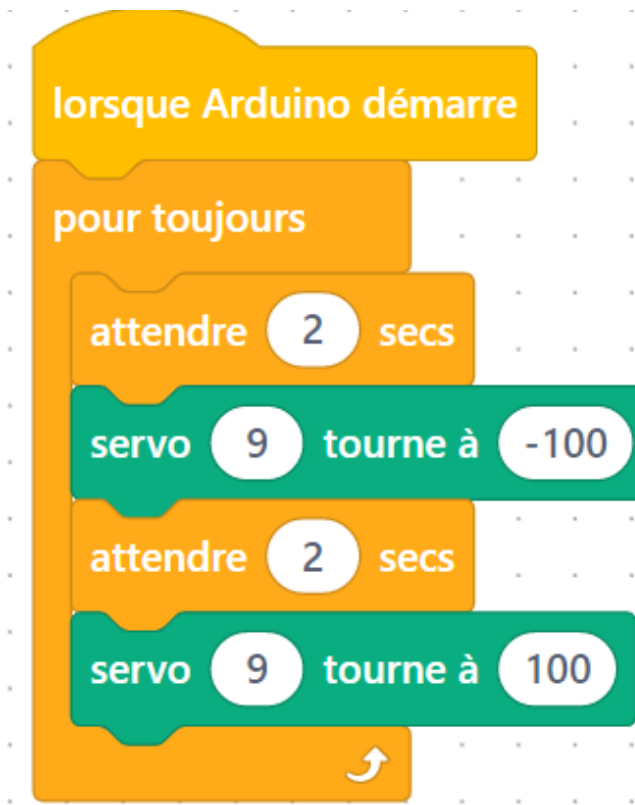 lorsque Arduino démarre
pour toujours
attendre 2 secs
servo 9 tourne à -100
attendre 2 secs
servo 9 tourne à 100